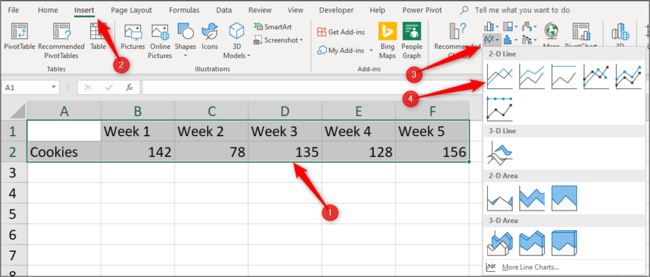 File Home Insert Page Layout Formulas Data Review View Developer Help Power Pivot Tell me what you want to do
PivotTable Recommended PivotTables Table
Tables
Pictures Online Pictures Shapes Icons 3D Models SmartArt Screenshot
Illustrations
Get Add-ins
My Add-ins
Bing Maps People Graph
Add-ins
Recommended Charts
Maps PivotChart 3D
2 3 4
A1 fx
A B C D E F
1 Week 1 Week 2 Week 3 Week 4 Week 5
2 Cookies 142 78 135 128 156
3
4
5
6
7
8
1
2-D Line
3-D Line
2-D Area
3-D Area
More Line Charts...